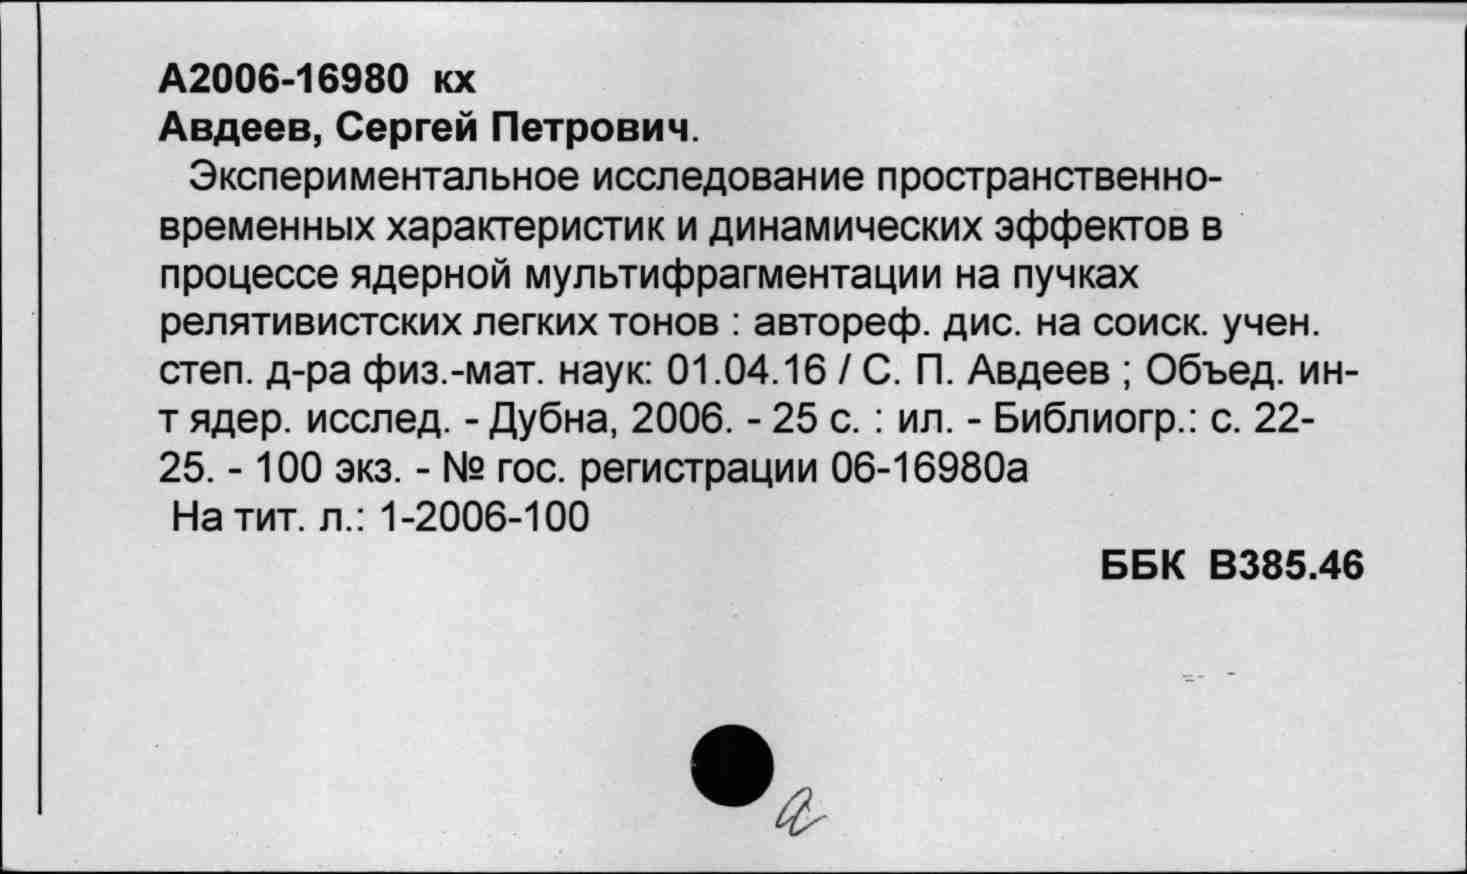 А2006-16980 кх
Авдеев, Сергей Петрович.
Экспериментальное исследование пространственно-
временных характеристик и динамических эффектов в
процессе ядерной мультифрагментации на пучках
релятивистских легких тонов : автореф. дис. на соиск. учен.
степ. д-ра физ.-мат. наук: 01.04.16 / С. П. Авдеев ; Объед. ин-
т ядер. исслед. - Дубна, 2006. - 25 с. : ил. - Библиогр.: с. 22-
25. - 100 экз. - № гос. регистрации 06-16980а
На тит. л.: 1-2006-100
ББК В385.46
а